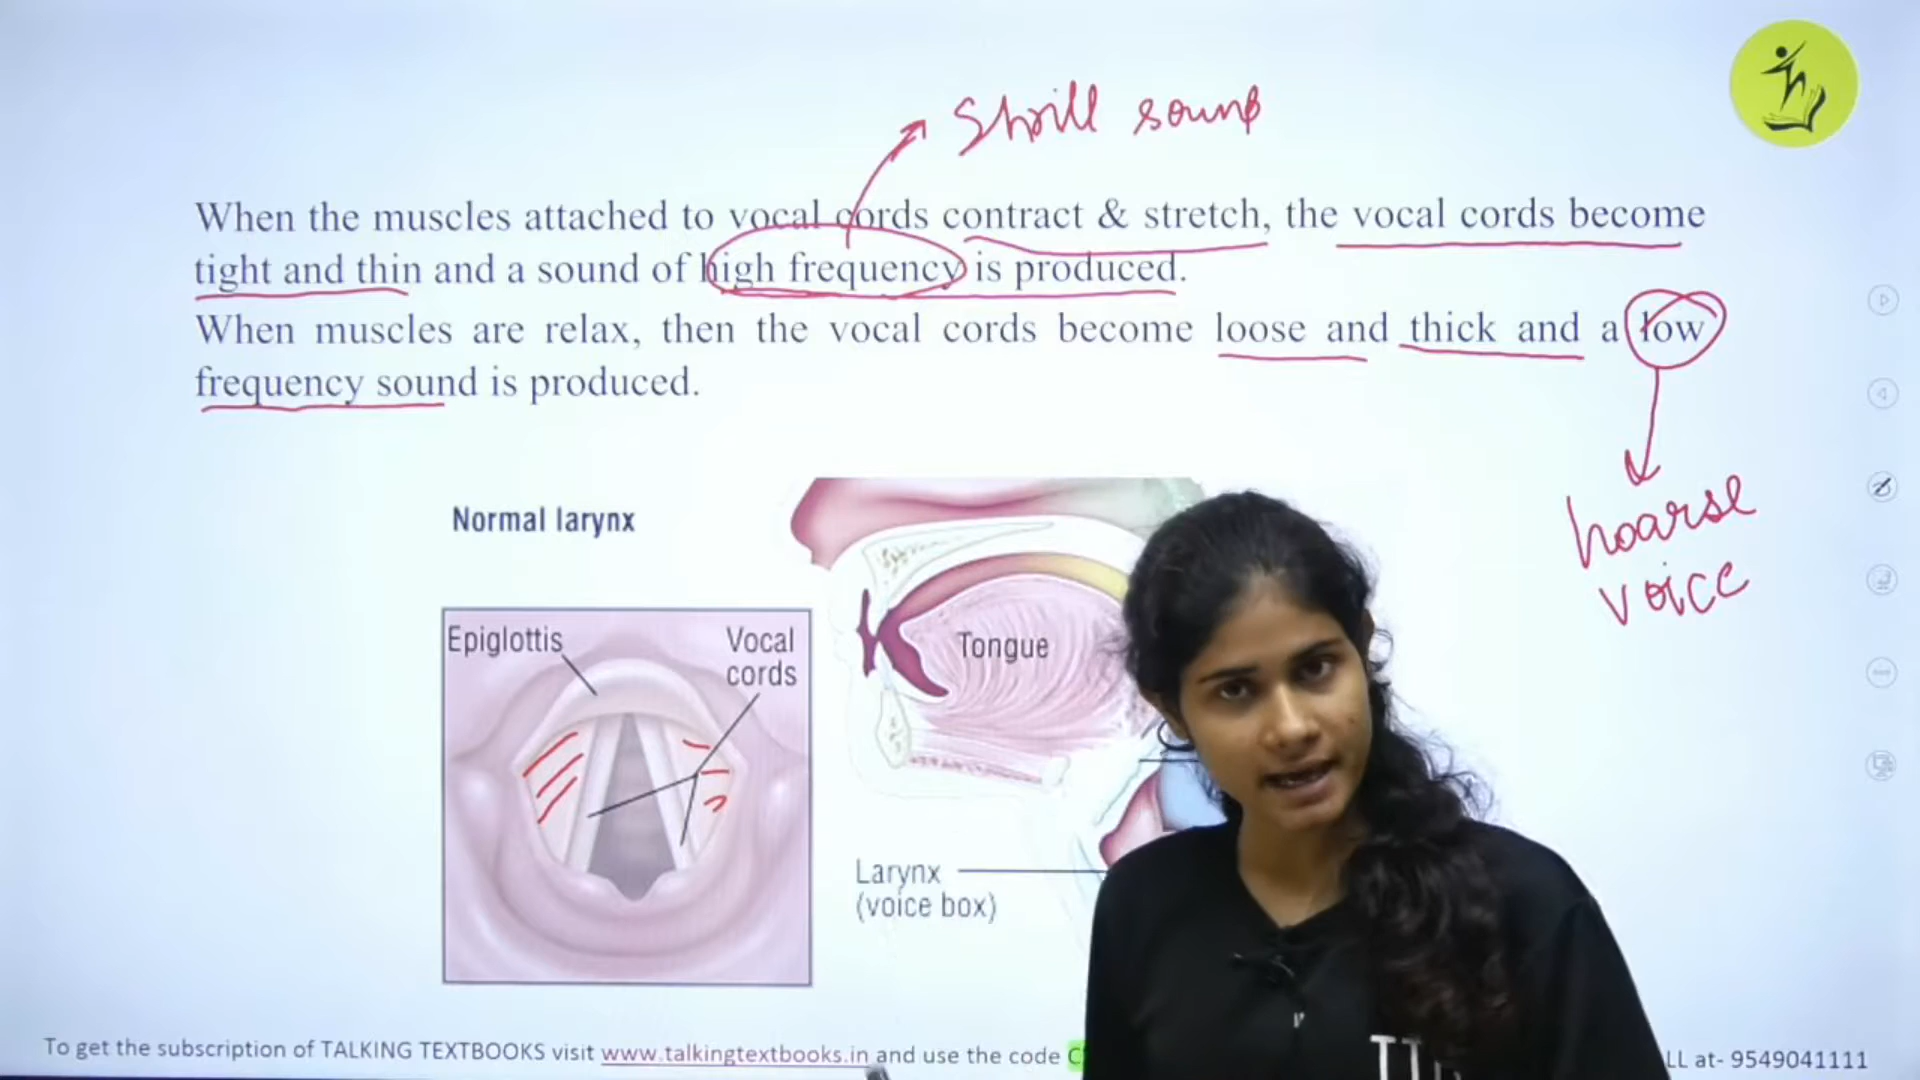 Shrill sound
When the muscles attached to vocal cords contract & stretch, the vocal cords become
tight and thin and a sound of high frequency is produced.
When muscles are relax, then the vocal cords become loose and thick and a low
frequency sound is produced.
hoarse
voice
Normal larynx
Epiglottis
Vocal
cords
Tongue
Larynx
(voice box)
To get the subscription of TALKING TEXTBOOKS visit www.talkingtextbooks.in and use the code C
LL at- 9549041111